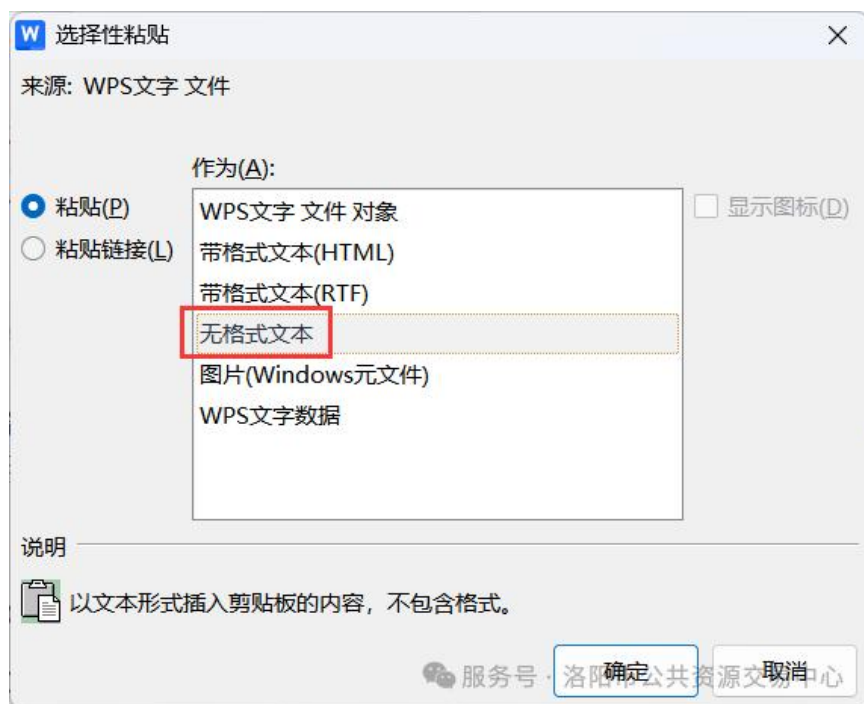 W 选择性粘贴
来源: WPS文字 文件
作为(A):
粘贴(P)
粘贴链接(L)
WPS文字 文件 对象
带格式文本(HTML)
带格式文本(RTF)
无格式文本
图片(Windows元文件)
WPS文字数据
显示图标(D)
说明
以文本形式插入剪贴板的内容，不包含格式。
确定
取消
服务号 · 洛阳市公共资源交易中心